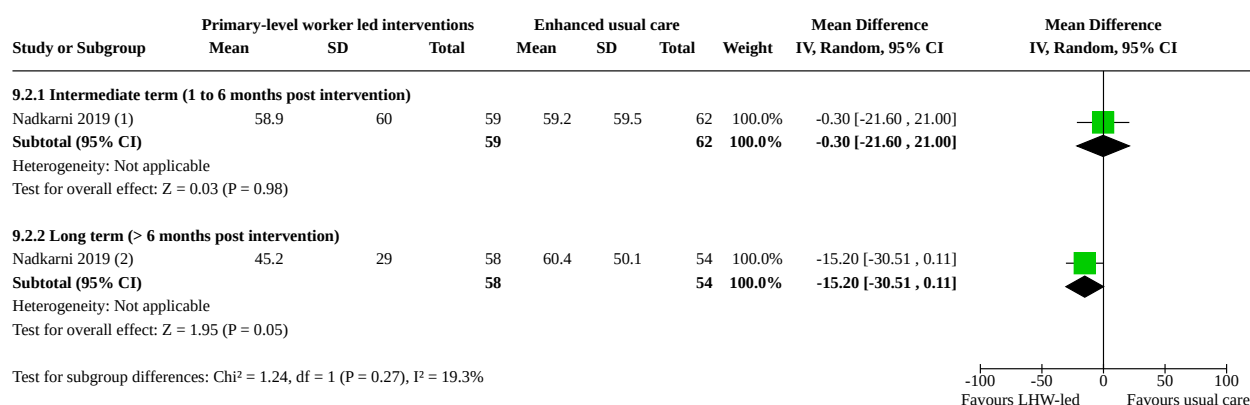 Primary-level worker led interventions Enhanced usual care Mean Difference Mean Difference
Study or Subgroup Mean SD Total Mean SD Total Weight IV, Random, 95% CI IV, Random, 95% CI
9.2.1 Intermediate term (1 to 6 months post intervention)
Nadkarni 2019 (1) 58.9 60 59 59.2 59.5 62 100.0% -0.30 [-21.60 , 21.00]
Subtotal (95% CI) 59 62 100.0% -0.30 [-21.60 , 21.00]
Heterogeneity: Not applicable
Test for overall effect: Z = 0.03 (P = 0.98)
9.2.2 Long term (> 6 months post intervention)
Nadkarni 2019 (2) 45.2 29 58 60.4 50.1 54 100.0% -15.20 [-30.51 , 0.11]
Subtotal (95% CI) 58 54 100.0% -15.20 [-30.51 , 0.11]
Heterogeneity: Not applicable
Test for overall effect: Z = 1.95 (P = 0.05)
Test for subgroup differences: Chi² = 1.24, df = 1 (P = 0.27), I² = 19.3%
-100 -50 0 50 100
Favours LHW-led Favours usual care